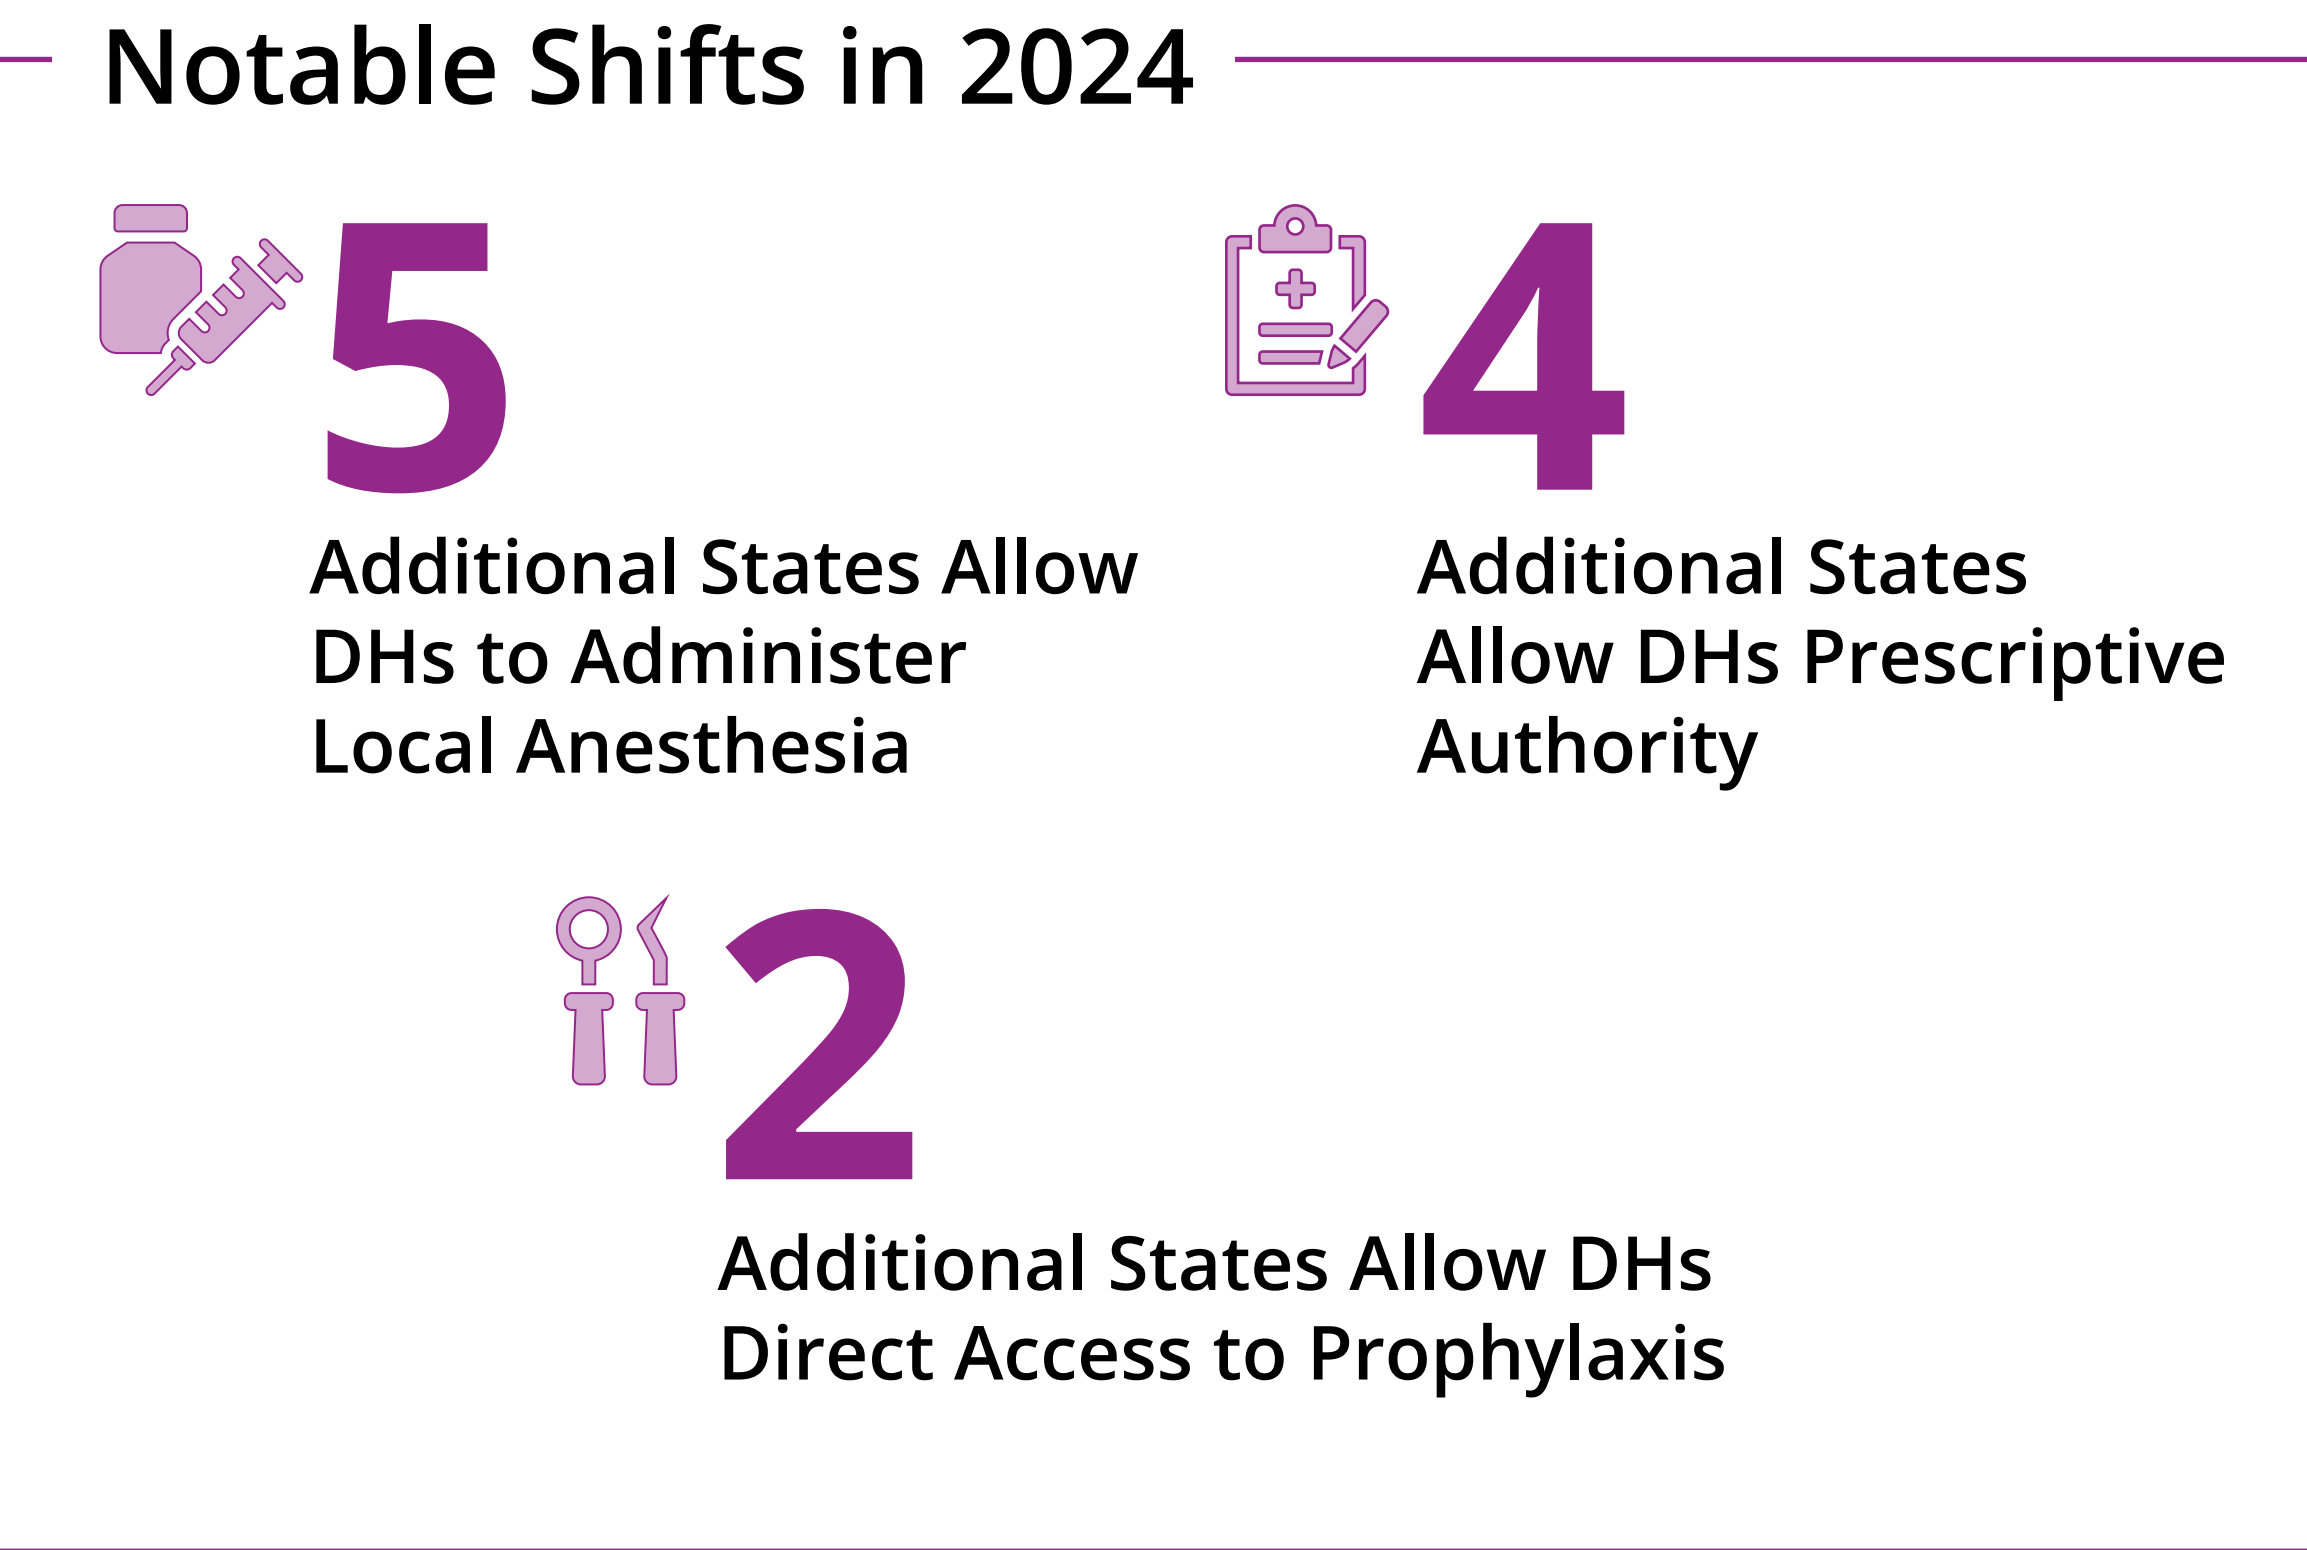 Notable Shifts in 2024
5
Additional States Allow
DHs to Administer
Local Anesthesia
4
Additional States
Allow DHs Prescriptive
Authority
2
Additional States Allow DHs
Direct Access to Prophylaxis